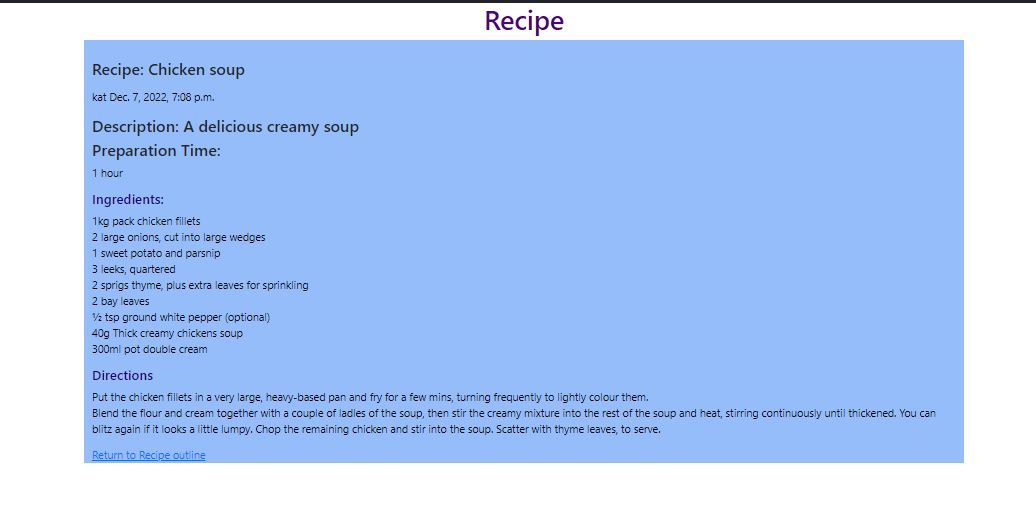 Recipe
Recipe: Chicken soup
kat Dec. 7, 2022, 7:08 p.m.
Description: A delicious creamy soup
Preparation Time:
1 hour
Ingredients:
1kg pack chicken fillets
2 large onions, cut into large wedges
1 sweet potato and parsnip
3 leeks, quartered
2 sprigs thyme, plus extra leaves for sprinkling
2 bay leaves
½ tsp ground white pepper (optional)
40g Thick creamy chickens soup
300ml pot double cream
Directions
Put the chicken fillets in a very large, heavy-based pan and fry for a few mins, turning frequently to lightly colour them.
Blend the flour and cream together with a couple of ladles of the soup, then stir the creamy mixture into the rest of the soup and heat, stirring continuously until thickened. You can
blitz again if it looks a little lumpy. Chop the remaining chicken and stir into the soup. Scatter with thyme leaves, to serve.
Return to Recipe outline